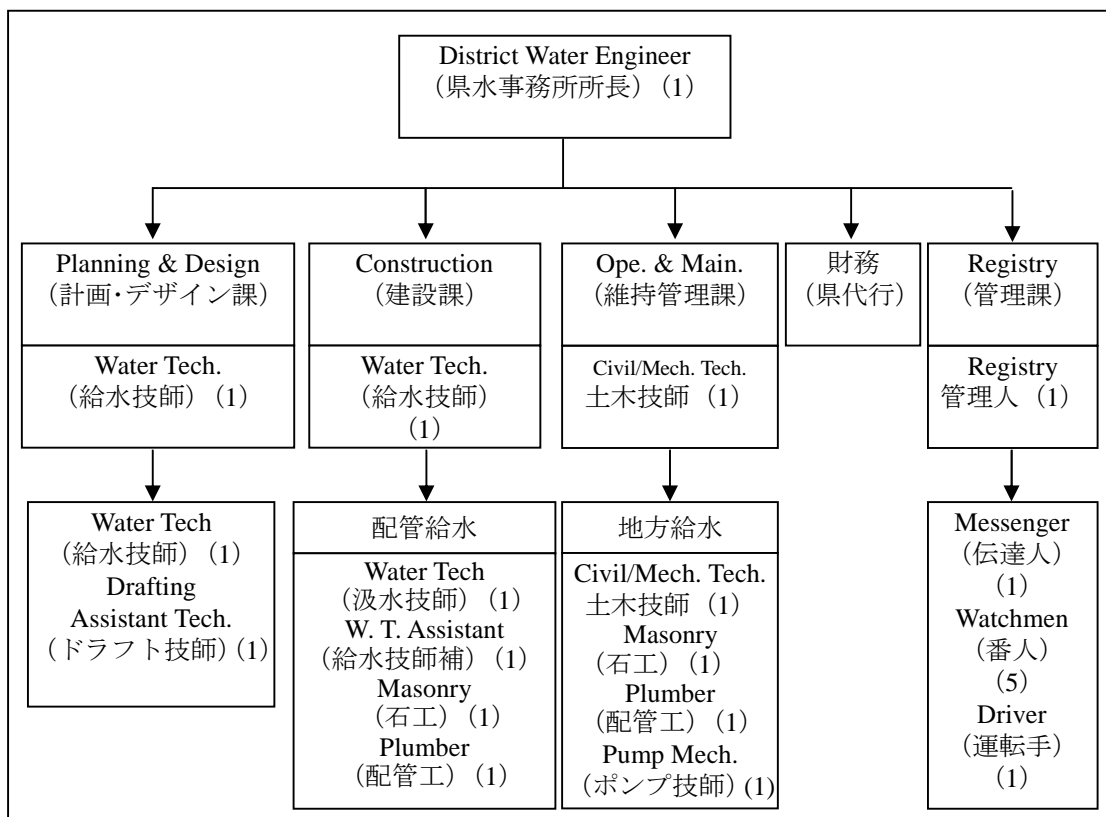 District Water Engineer
（県水事務所所長）（1）
Planning & Design
（計画・デザイン課）
Water Tech.
（給水技師）（1）
Construction
（建設課）
Water Tech.
（給水技師）
（1）
Ope. & Main.
（維持管理課）
Civil/Mech. Tech.
土木技師（1）
財務
（県代行）
Registry
（管理課）
Registry
管理人（1）
Water Tech
（給水技師）（1）
Drafting
Assistant Tech.
（ドラフト技師）（1）
配管給水
Water Tech
（汲水技師）（1）
W. T. Assistant
（給水技師補）（1）
Masonry
（石工）（1）
Plumber
（配管工）（1）
地方給水
Civil/Mech. Tech.
土木技師（1）
Masonry
（石工）（1）
Plumber
（配管工）（1）
Pump Mech.
（ポンプ技師）（1）
Messenger
（伝達人）
（1）
Watchmen
（番人）
（5）
Driver
（運転手）
（1）